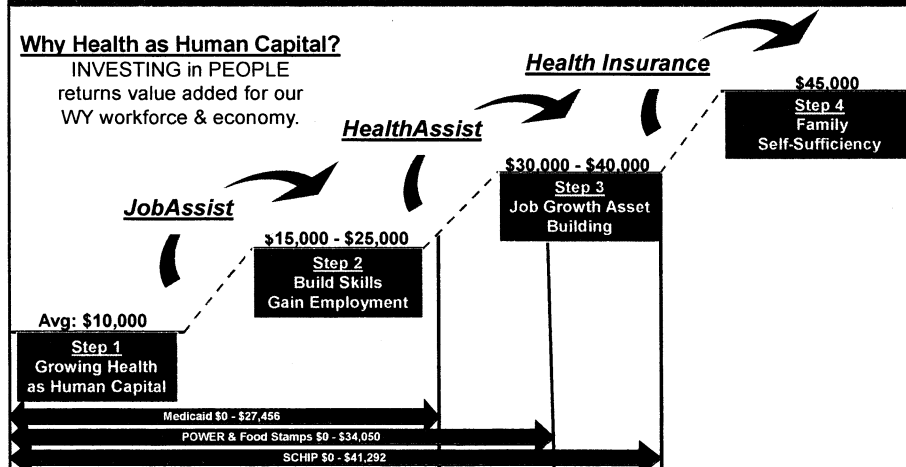 Why Health as Human Capital?
INVESTING in PEOPLE
returns value added for our
WY workforce & economy.
Health Insurance
$45,000
Step 4
Family
Self-Sufficiency
HealthAssist
$30,000 - $40,000
Step 3
Job Growth Asset
Building
JobAssist
$15,000 - $25,000
Step 2
Build Skills
Gain Employment
Avg: $10,000
Step 1
Growing Health
as Human Capital
Medicaid $0 - $27,456
POWER & Food Stamps $0 - $34,050
SCHIP $0 - $41,292